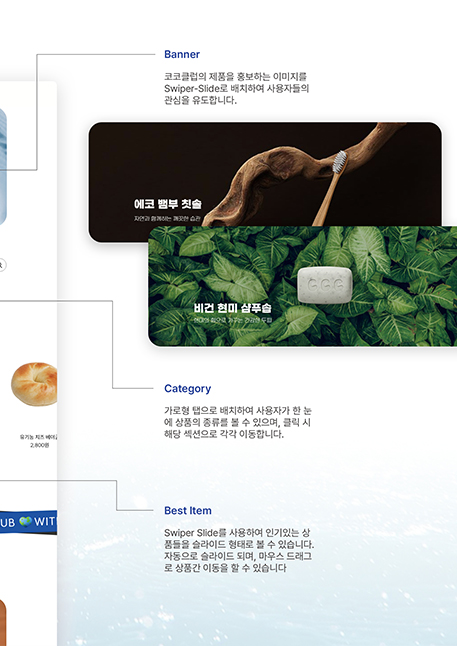 Banner
코코클럽의 제품을 홍보하는 이미지를
Swiper-Slide로 배치하여 사용자들의
관심을 유도합니다.
에코 뱀부 칫솔
자연과 함께하는 깨끗한 습관
비건 현미 샴푸숍
Category
가로형 탭으로 배치하여 사용자가 한 눈
에 상품의 종류를 볼 수 있으며, 클릭 시
해당 섹션으로 각각 이동합니다.
유기농 치즈 베이글
2,800원
UB WITH
Best Item
Swiper Slide를 사용하여 인기있는 상
품들을 슬라이드 형태로 볼 수 있습니다.
자동으로 슬라이드 되며, 마우스 드래그
로 상품간 이동을 할 수 있습니다